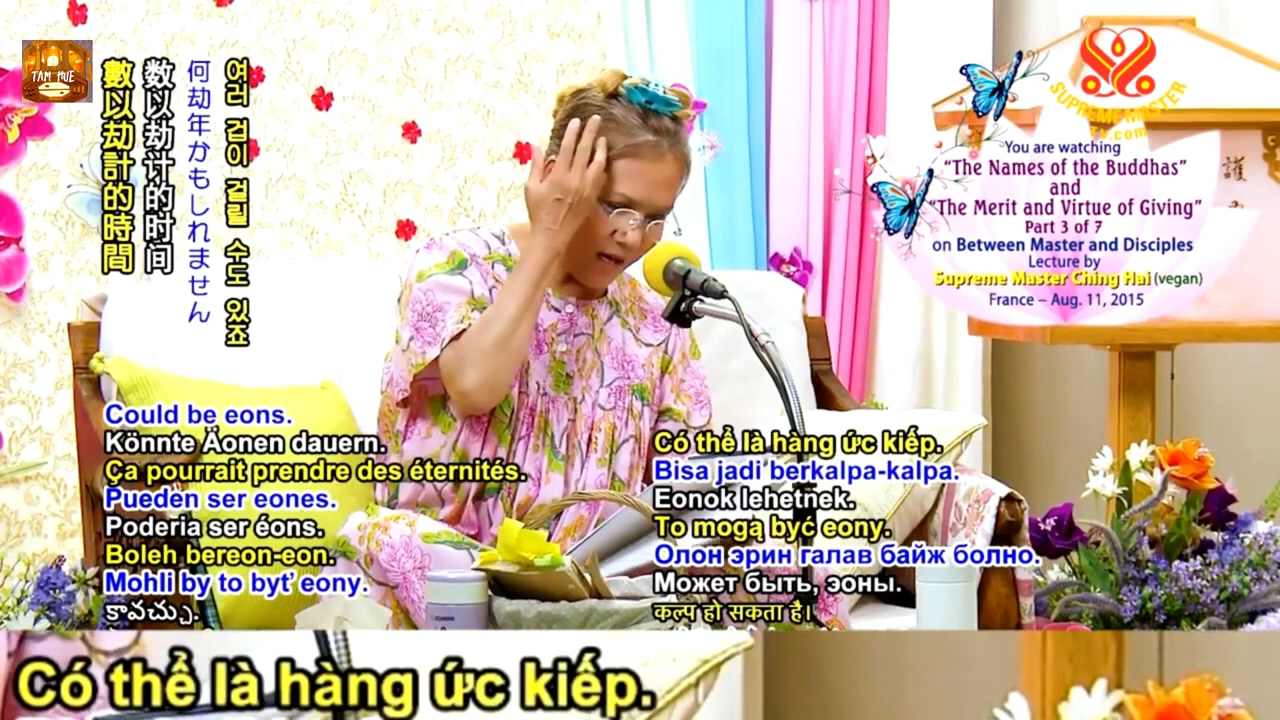 TAM HUE
數以劫計的時間
数以劫计的时间
何劫年かもしれません
여러 겁이 걸릴 수도 있죠
SUPREME MASTER
TV.com
You are watching
“The Names of the Buddhas”
and
“The Merit and Virtue of Giving”
Part 3 of 7
on Between Master and Disciples
Lecture by
Supreme Master Ching Hai (vegan)
France – Aug. 11, 2015
護
Could be eons.
Könnte Äonen dauern.
Ça pourrait prendre des éternités.
Pueden ser eones.
Poderia ser éons.
Boleh bereon-eon.
Mohli by to byť eony.
కావచ్చు.
Có thể là hàng ức kiếp.
Bisa jadi berkalpa-kalpa.
Eonok lehetnek.
To mogą być eony.
Олон эрин галав байж болно.
Может быть, эоны.
कल्प हो सकता है।
Có thể là hàng ức kiếp.